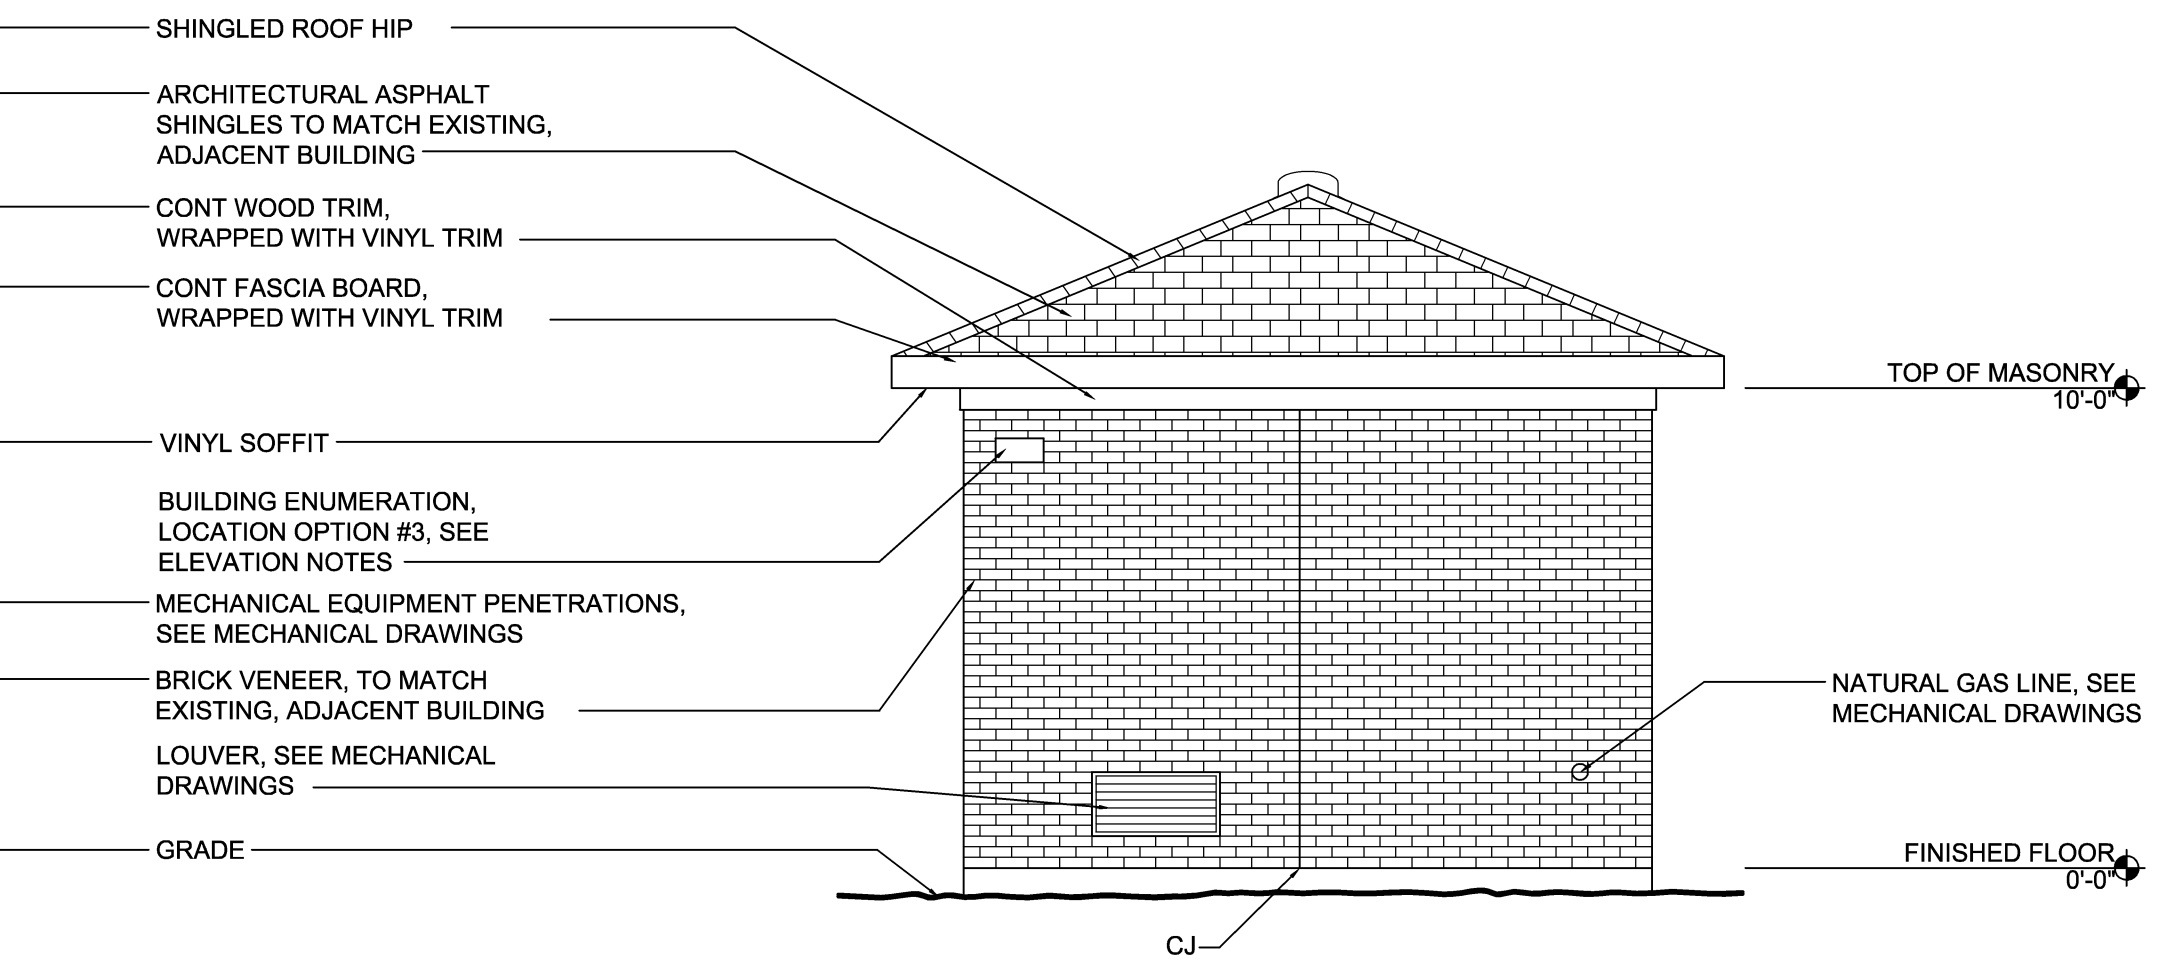 SHINGLED ROOF HIP
ARCHITECTURAL ASPHALT
SHINGLES TO MATCH EXISTING,
ADJACENT BUILDING
CONT WOOD TRIM,
WRAPPED WITH VINYL TRIM
CONT FASCIA BOARD,
WRAPPED WITH VINYL TRIM
VINYL SOFFIT
BUILDING ENUMERATION,
LOCATION OPTION #3, SEE
ELEVATION NOTES
MECHANICAL EQUIPMENT PENETRATIONS,
SEE MECHANICAL DRAWINGS
BRICK VENEER, TO MATCH
EXISTING, ADJACENT BUILDING
LOUVER, SEE MECHANICAL
DRAWINGS
GRADE
CJ
TOP OF MASONRY
10'-0"
NATURAL GAS LINE, SEE
MECHANICAL DRAWINGS
FINISHED FLOOR
0'-0"